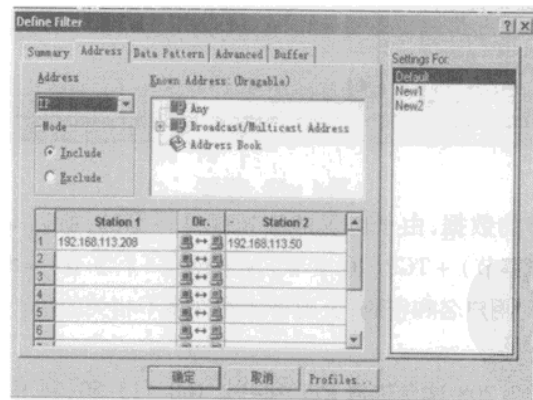 Define Filter
Summary Address Data Pattern Advanced Buffer
Address
IP
Known Address: (Dragable)
Any
Broadcast/Multicast Address
Address Book
Mode
Include
Exclude
Settings For:
Default
New1
New2
Station 1 Dir. - Station 2
1 192.168.113.208 192.168.113.50
2
3
4
5
6
确定 取消 Profiles...